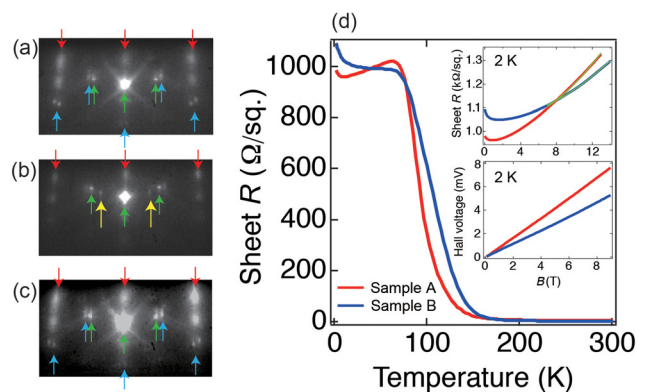 (a)
(b)
(c)
(d)
Sheet R (Ω/sq.)
1000
800
600
400
200
0
0
100
200
300
Temperature (K)
Sample A
Sample B
2 K
Sheet R (kΩ/sq.)
1.3
1.2
1.1
1.0
0
4
8
12
2 K
Hall voltage (mV)
8
6
4
2
0
2
4
6
8
B(T)